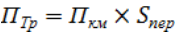 П_Тр = П_км × S_пер